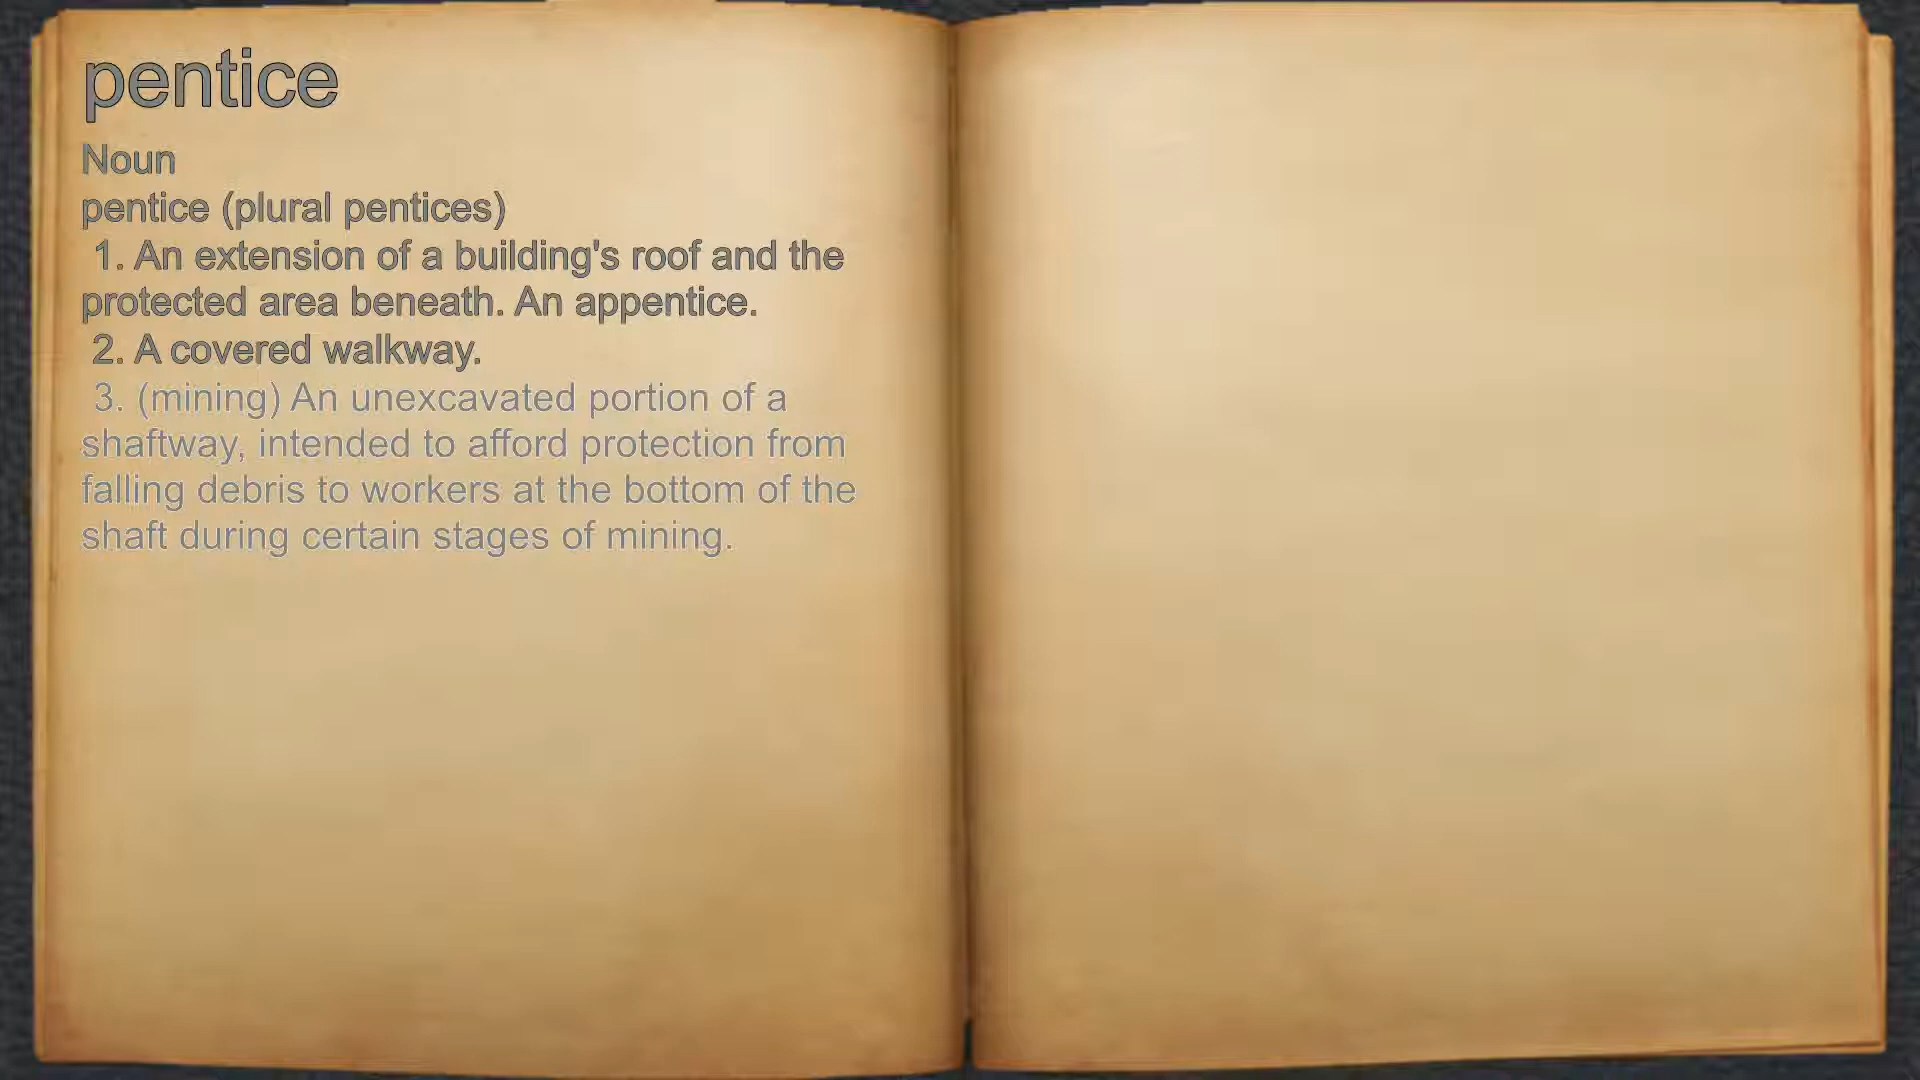 pentice
Noun
pentice (plural pentices)
1. An extension of a building's roof and the
protected area beneath. An appentice.
2. A covered walkway.
3. (mining) An unexcavated portion of a
shaftway, intended to afford protection from
falling debris to workers at the bottom of the
shaft during certain stages of mining.